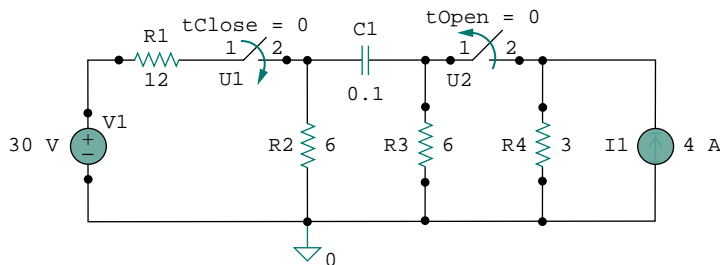 tClose = 0
tOpen = 0
R1
1 2
C1
1 2
12
U1
0.1
U2
V1
30 V
R2 6
R3 6
R4 3
I1 4 A
0